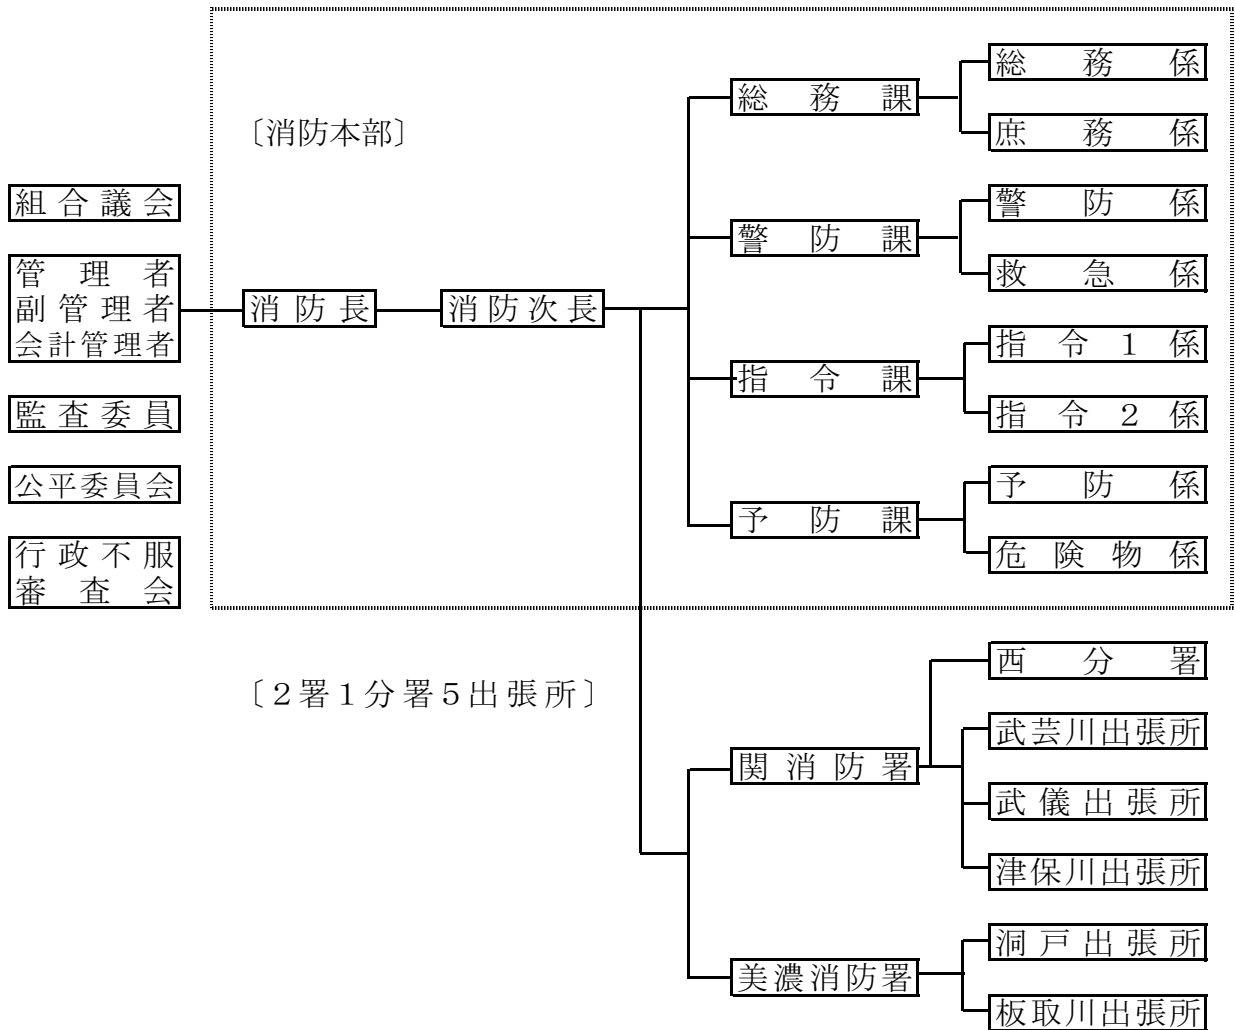 〔消防本部〕
組合議会
管理者
副管理者
会計管理者
監査委員
公平委員会
行政不服
審査会
消防長
消防次長
総務課
総務係
庶務係
警防課
警防係
救急係
指令課
指令１係
指令２係
予防課
予防係
危険物係
〔２署１分署５出張所〕
関消防署
西分署
武芸川出張所
武儀出張所
津保川出張所
美濃消防署
洞戸出張所
板取川出張所